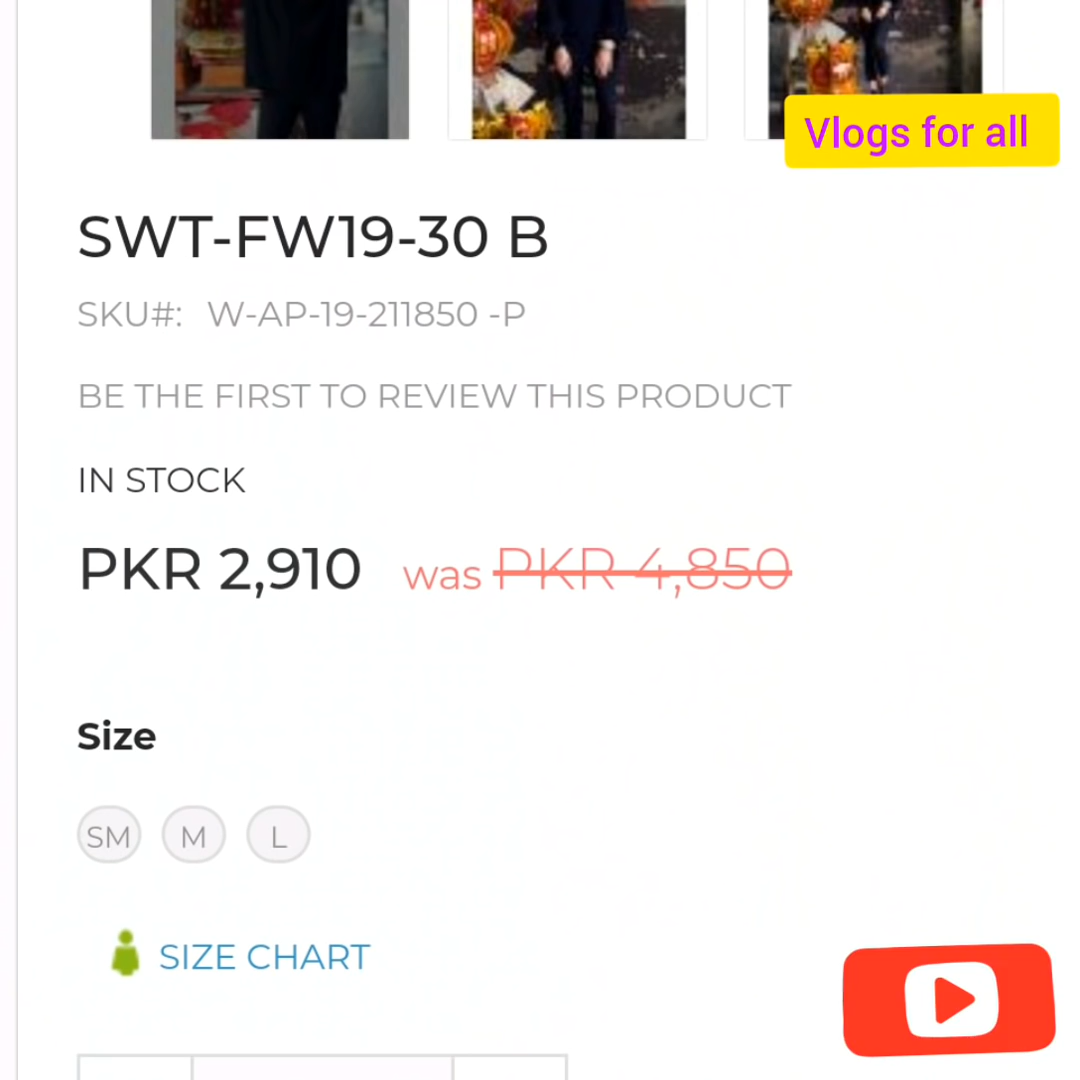 Vlogs for all
SWT-FW19-30 B
SKU#: W-AP-19-211850 -P
BE THE FIRST TO REVIEW THIS PRODUCT
IN STOCK
PKR 2,910 was PKR 4,850
Size
SM M L
SIZE CHART